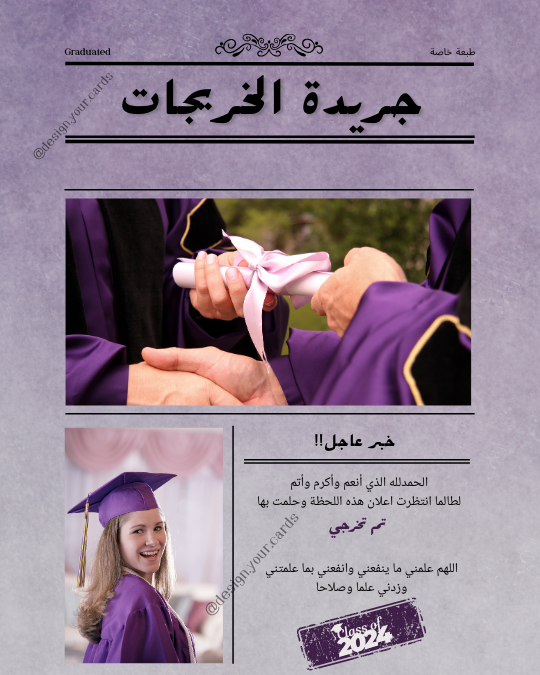 Graduated
طبعة خاصة
جريدة الخريجات
@design.your.cards
خبر عاجل!!
الحمدلله الذي أنعم وأكرم وأتم
لطالما انتظرت اعلان هذه اللحظة وحلمت بها
تم تخرجي
@design.your.cards
اللهم علمني ما ينفعني وانفعني بما علمتني
وزدني علما وصلاحا
Class of
2024